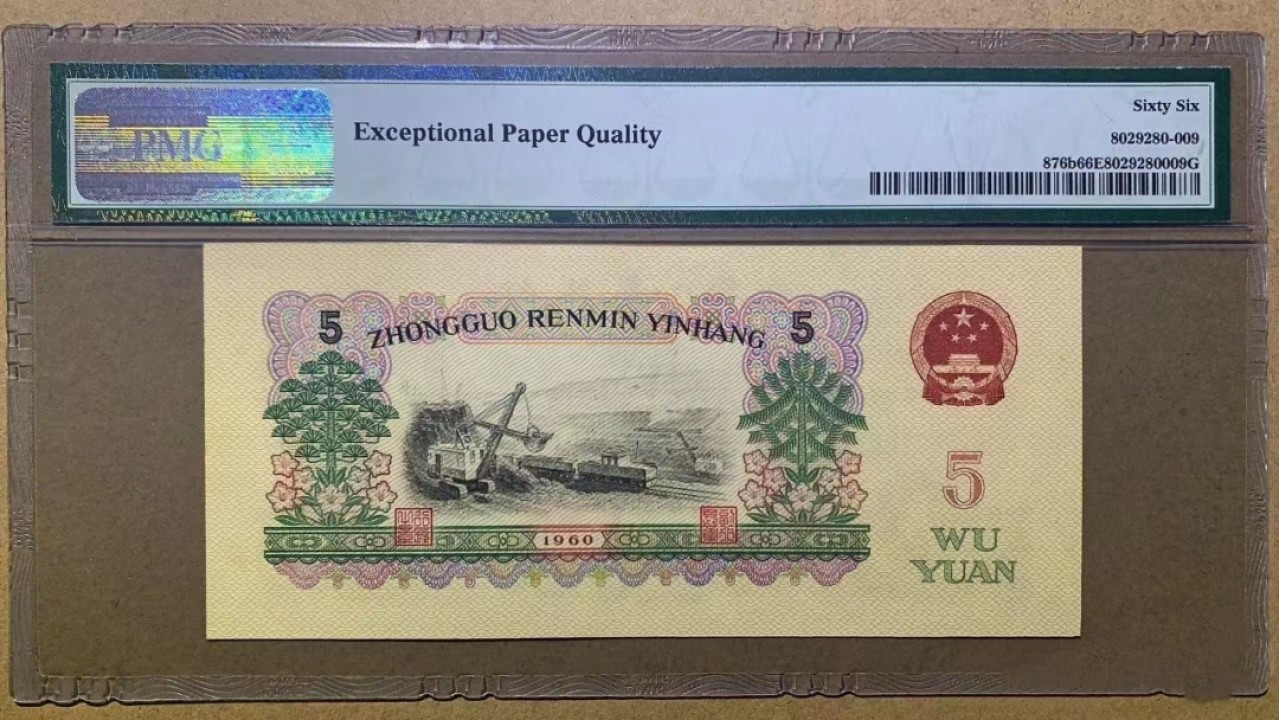 PMG
Exceptional Paper Quality
Sixty Six
8029280-009
876b66E8029280009G
5 ZHONGGUO RENMIN YINHANG 5
1960
5
WU
YUAN